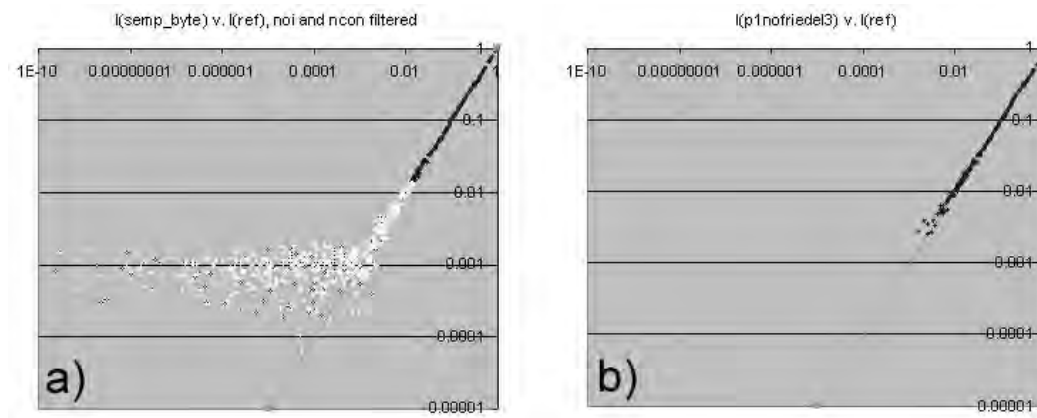 I(semp_byte) v. I(ref), noi and ncon filtered
1
1E-10 0.00000001 0.000001 0.0001 0.01 1
0.1
0.01
0.001
0.0001
0.00001
a)
I(p1nofriedel3) v. I(ref)
1
1E-10 0.00000001 0.000001 0.0001 0.01 1
0.1
0.01
0.001
0.0001
0.00001
b)